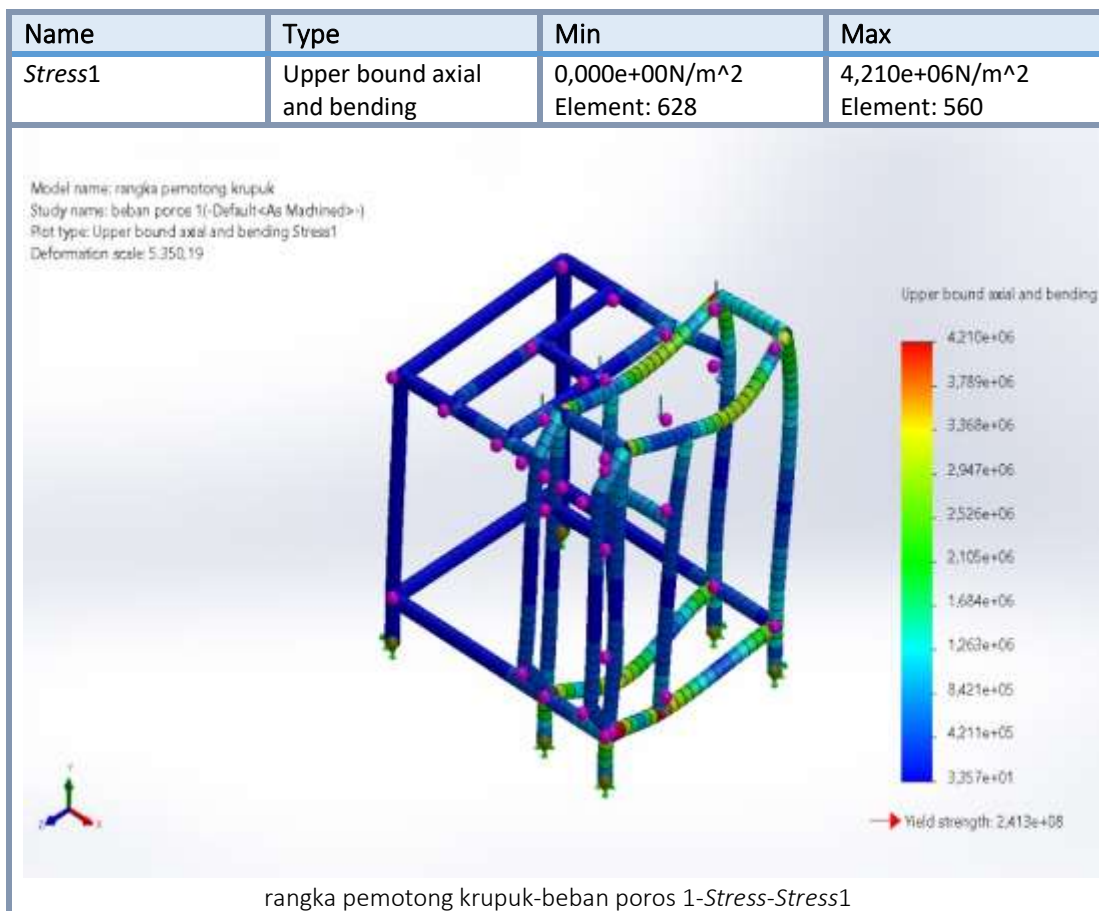 Name Type Min Max
Stress1 Upper bound axial 0,000e+00N/m^2 4,210e+06N/m^2
and bending Element: 628 Element: 560
Model name: rangka pemotong krupuk
Study name: beban poros 1(-Default<As Machined>-)
Plot type: Upper bound axial and bending Stress1
Deformation scale: 5.350,19
Upper bound axial and bending
4,210e+06
3,789e+06
3,368e+06
2,947e+06
2,526e+06
2,105e+06
1,684e+06
1,263e+06
8,421e+05
4,211e+05
3,357e+01
Yield strength: 2,413e+08
Y
Z
X
rangka pemotong krupuk-beban poros 1-Stress-Stress1